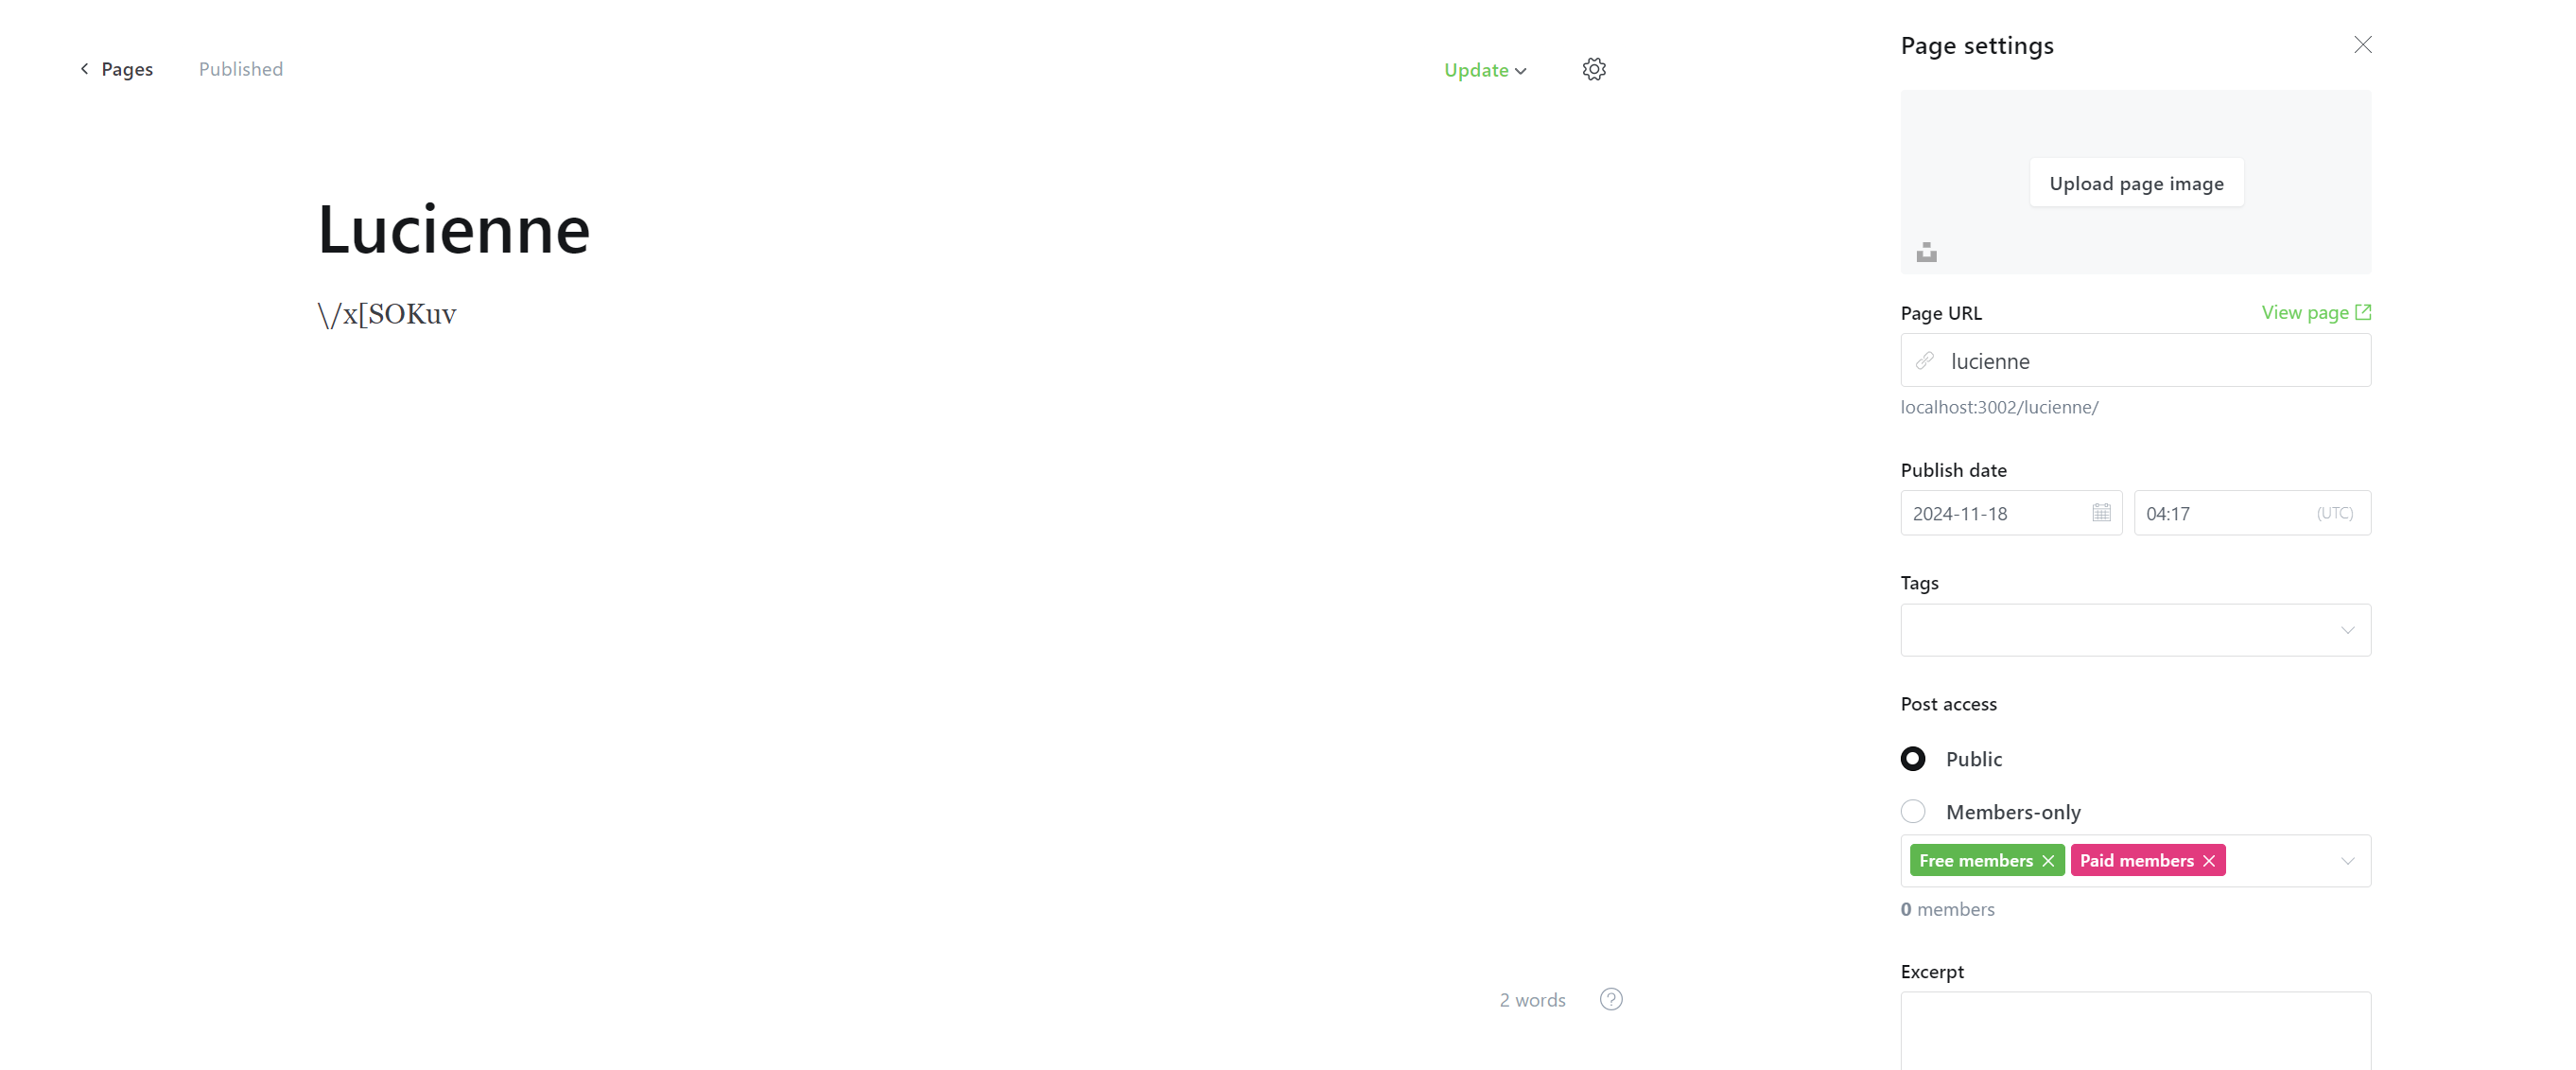 Pages Published Update
Lucienne
\/x[SOKuv
2 words
Page settings
Upload page image
Page URL View page
lucienne
localhost:3002/lucienne/
Publish date
2024-11-18 04:17 (UTC)
Tags
Post access
Public
Members-only
Free members Paid members
0 members
Excerpt